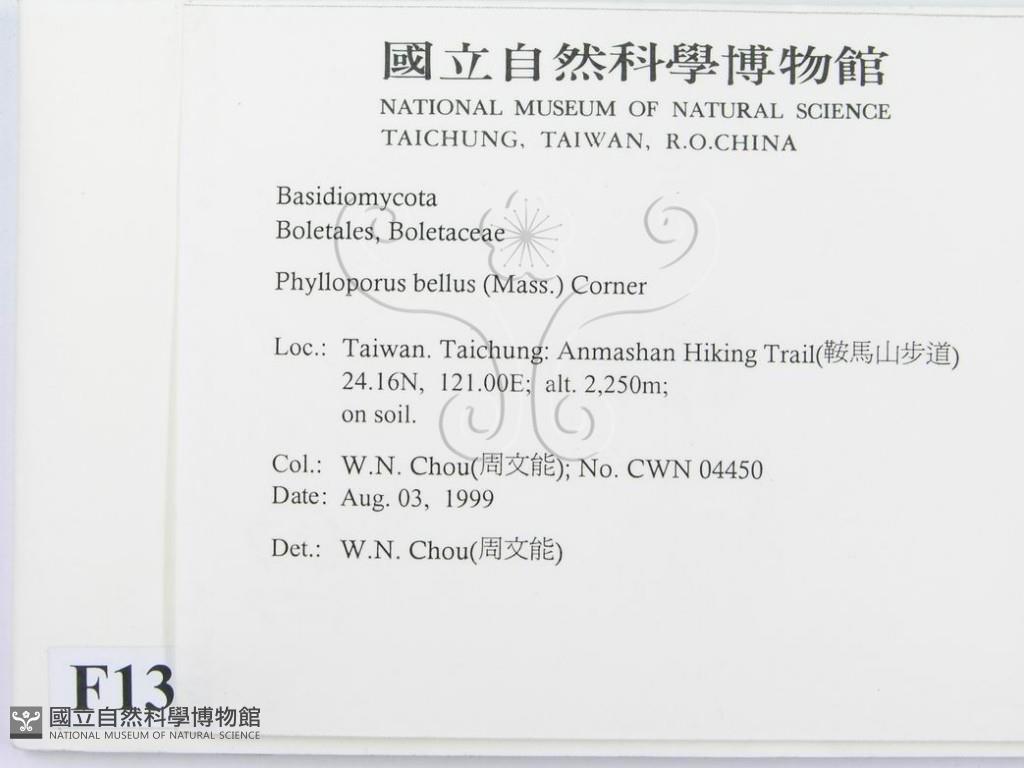 國立自然科學博物館
NATIONAL MUSEUM OF NATURAL SCIENCE
TAICHUNG, TAIWAN, R.O.CHINA
Basidiomycota
Boletales, Boletaceae
Phylloporus bellus (Mass.) Corner
Loc.: Taiwan. Taichung: Anmashan Hiking Trail(鞍馬山步道)
24.16N, 121.00E; alt. 2,250m;
on soil.
Col.: W.N. Chou(周文能); No. CWN 04450
Date: Aug. 03, 1999
Det.: W.N. Chou(周文能)
F13
國立自然科學博物館
NATIONAL MUSEUM OF NATURAL SCIENCE